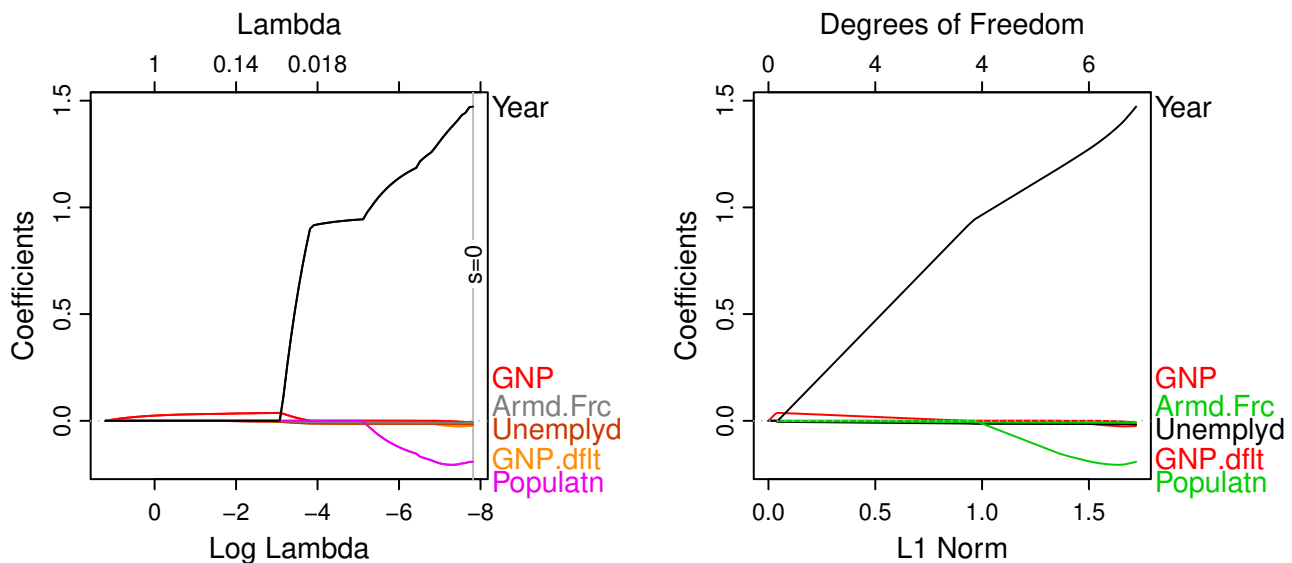 Lambda
1 0.14 0.018
Coefficients
0.0 0.5 1.0 1.5
Year
s=0
GNP
Armd.Frc
Unemplyd
GNP.dflt
Populatn
0 −2 −4 −6 −8
Log Lambda
Degrees of Freedom
0 4 4 6
Coefficients
0.0 0.5 1.0 1.5
Year
GNP
Armd.Frc
Unemplyd
GNP.dflt
Populatn
0.0 0.5 1.0 1.5
L1 Norm